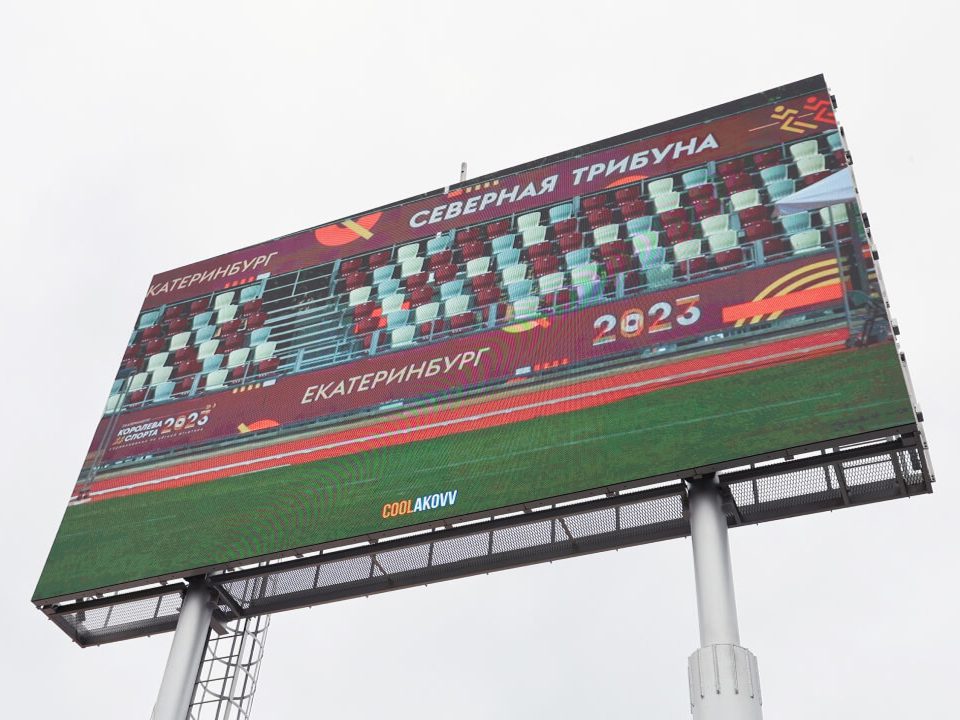 СЕВЕРНАЯ ТРИБУНА
КАТЕРИНБУРГ
ЕКАТЕРИНБУРГ 2023
КОРОЛЕВА
СПОРТА 2023
COOLAKOVV